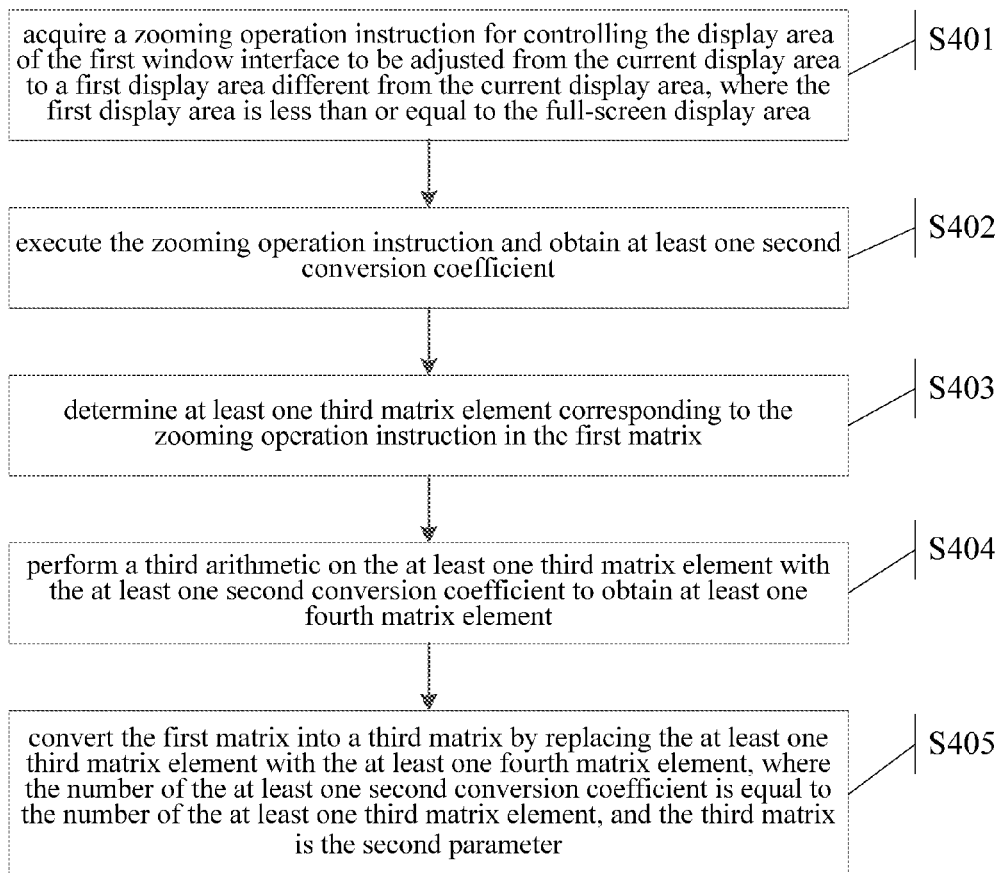 acquire a zooming operation instruction for controlling the display area
of the first window interface to be adjusted from the current display area
to a first display area different from the current display area, where the
first display area is less than or equal to the full-screen display area
S401
execute the zooming operation instruction and obtain at least one second
conversion coefficient
S402
determine at least one third matrix element corresponding to the
zooming operation instruction in the first matrix
S403
perform a third arithmetic on the at least one third matrix element with
the at least one second conversion coefficient to obtain at least one
fourth matrix element
S404
convert the first matrix into a third matrix by replacing the at least one
third matrix element with the at least one fourth matrix element, where
the number of the at least one second conversion coefficient is equal to
the number of the at least one third matrix element, and the third matrix
is the second parameter
S405